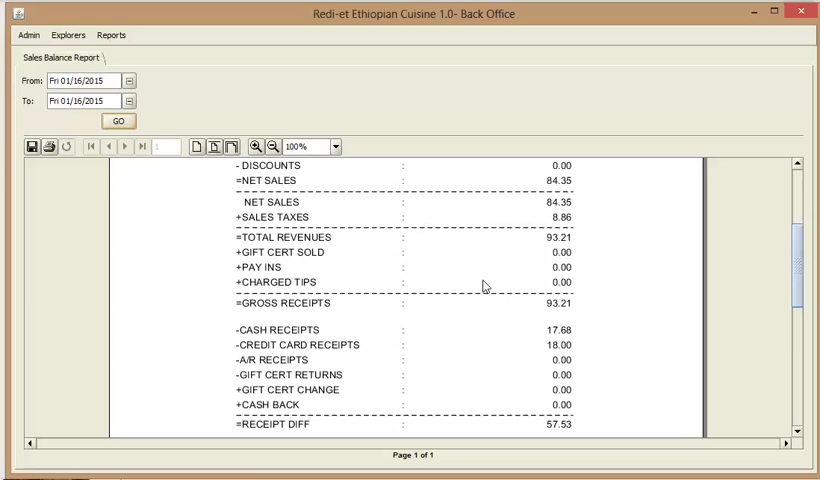 Redi-et Ethiopian Cuisine 1.0- Back Office
Admin Explorers Reports
Sales Balance Report
From: Fri 01/16/2015
To: Fri 01/16/2015
GO
1 100%
- DISCOUNTS : 0.00
=NET SALES : 84.35
NET SALES : 84.35
+SALES TAXES : 8.86
=TOTAL REVENUES : 93.21
+GIFT CERT SOLD : 0.00
+PAY INS : 0.00
+CHARGED TIPS : 0.00
=GROSS RECEIPTS : 93.21
-CASH RECEIPTS : 17.68
-CREDIT CARD RECEIPTS : 18.00
-A/R RECEIPTS : 0.00
-GIFT CERT RETURNS : 0.00
+GIFT CERT CHANGE : 0.00
+CASH BACK : 0.00
=RECEIPT DIFF : 57.53
Page 1 of 1